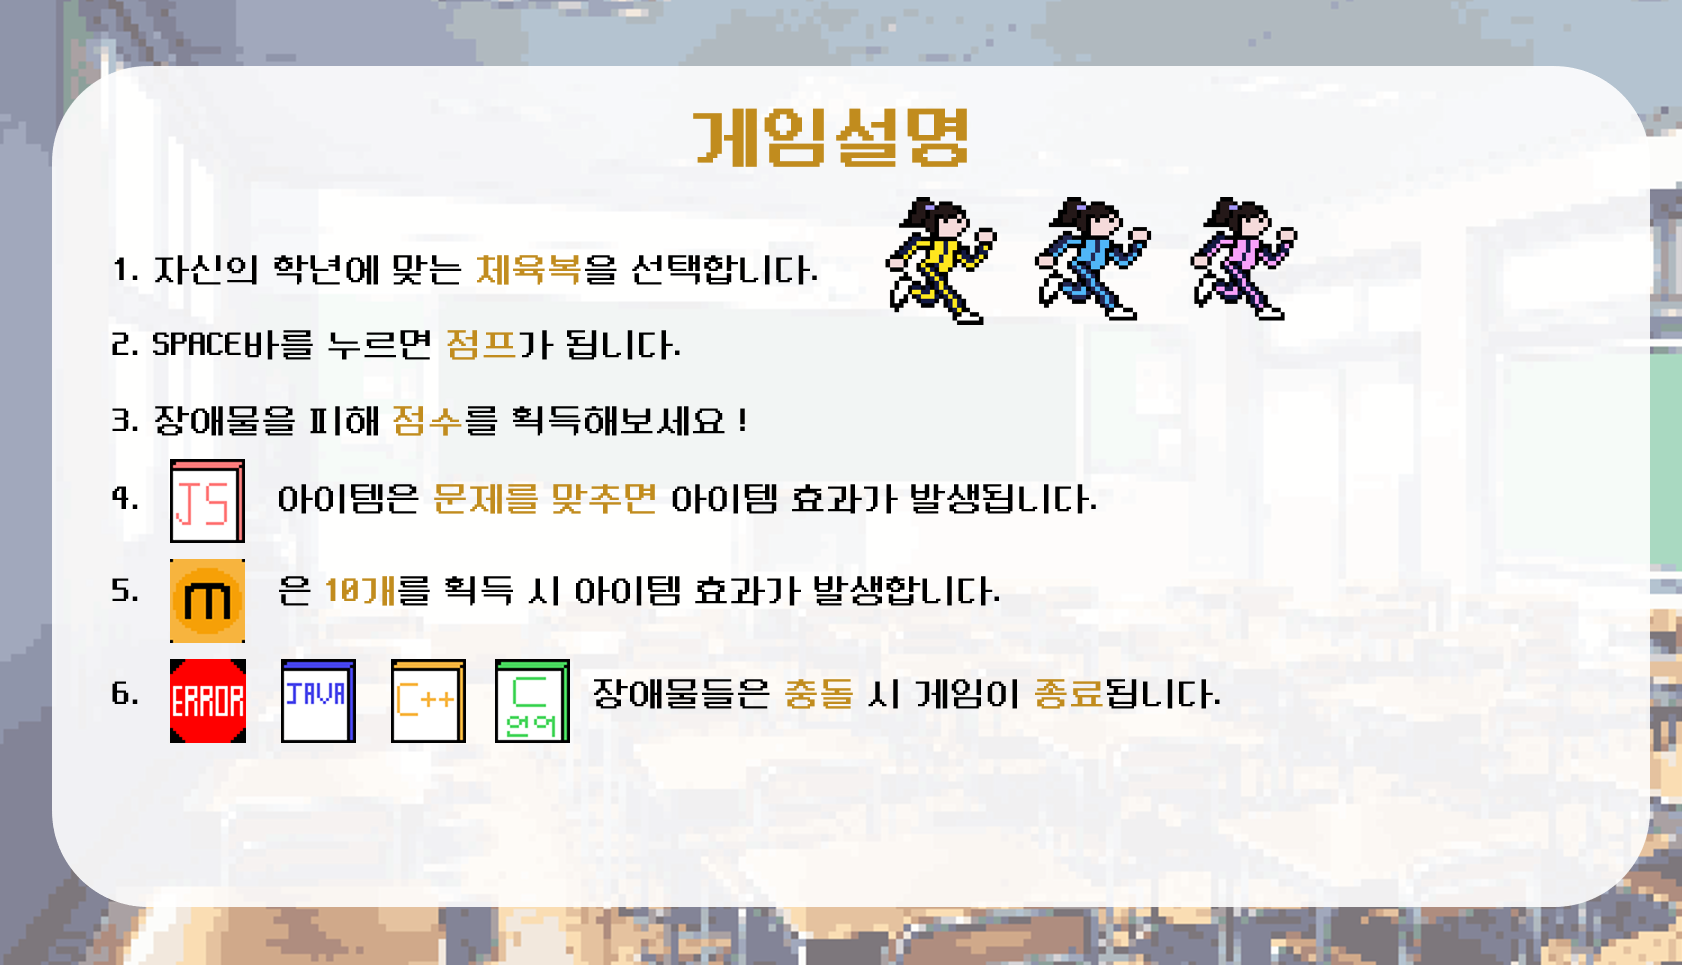 게임설명
1. 자신의 학년에 맞는 체육복을 선택합니다.
2. SPACE바를 누르면 점프가 됩니다.
3. 장애물을 피해 점수를 획득해보세요 !
4. JS 아이템은 문제를 맞추면 아이템 효과가 발생됩니다.
5. m 은 10개를 획득 시 아이템 효과가 발생합니다.
6. ERROR JAVA C++ C언어 장애물들은 충돌 시 게임이 종료됩니다.